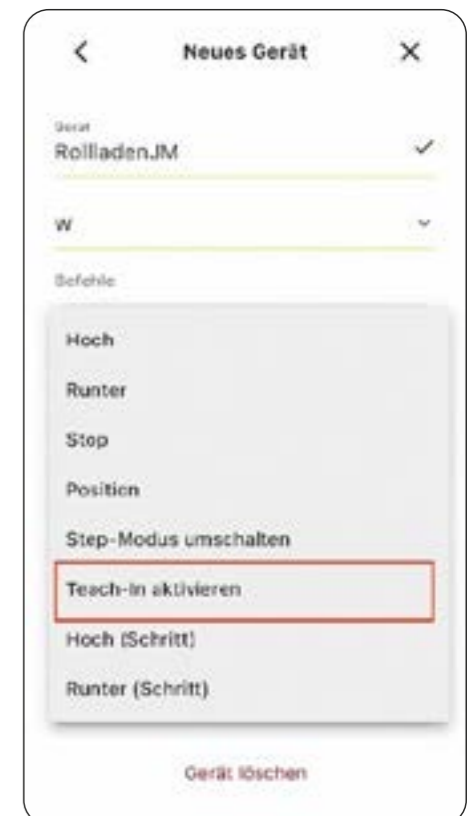 Neues Gerät
Gerät
RollladenJM
w
Befehle
Hoch
Runter
Stop
Position
Step-Modus umschalten
Teach-In aktivieren
Hoch (Schritt)
Runter (Schritt)
Gerät löschen